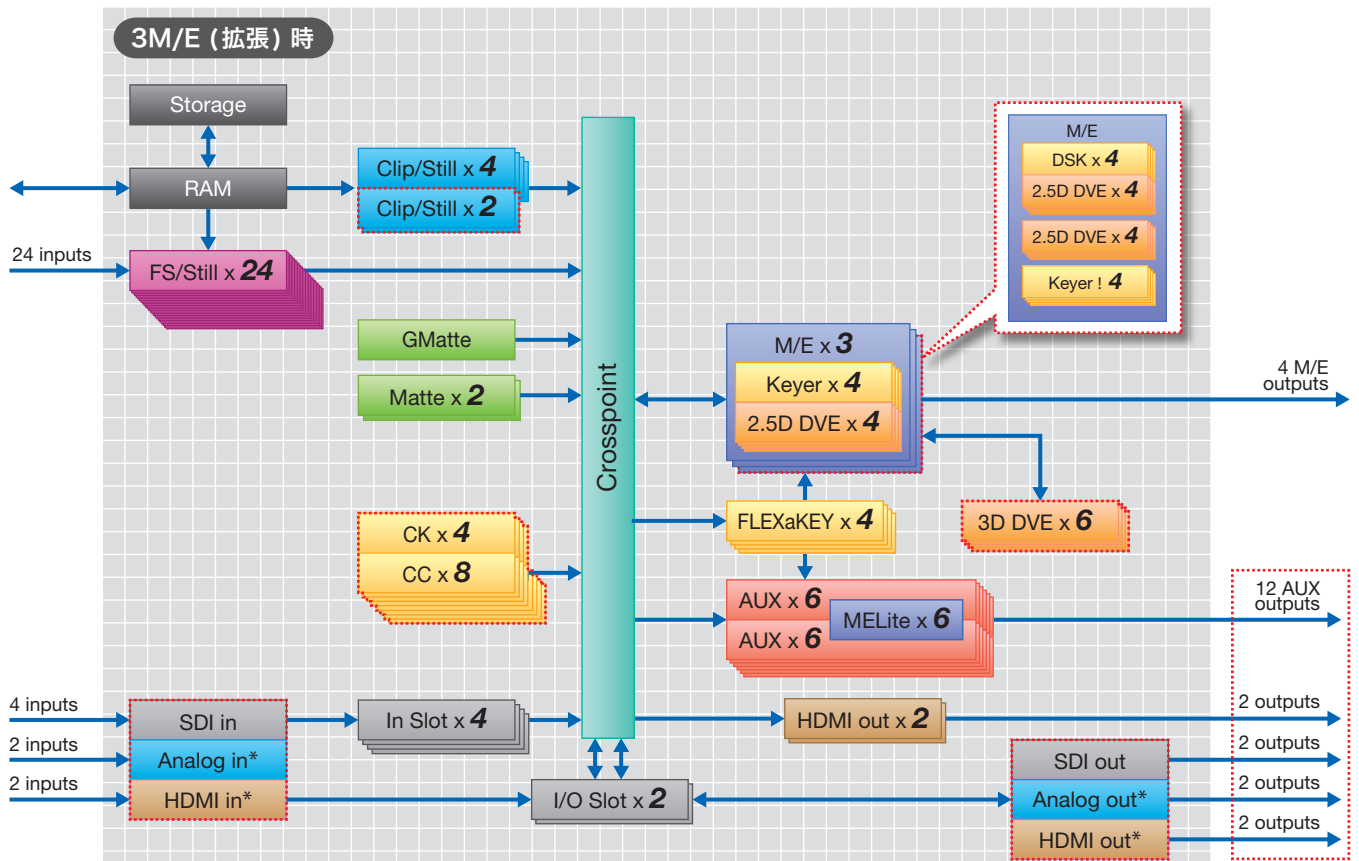 3M/E (拡張) 時
Storage
RAM
Clip/Still x 4
Clip/Still x 2
24 inputs
FS/Still x 24
GMatte
Matte x 2
CK x 4
CC x 8
Crosspoint
M/E
DSK x 4
2.5D DVE x 4
2.5D DVE x 4
Keyer ! 4
M/E x 3
Keyer x 4
2.5D DVE x 4
4 M/E
outputs
FLEXaKEY x 4
3D DVE x 6
AUX x 6
MELite x 6
AUX x 6
12 AUX
outputs
4 inputs
SDI in
In Slot x 4
HDMI out x 2
2 outputs
2 inputs
Analog in*
SDI out
2 outputs
2 inputs
HDMI in*
I/O Slot x 2
Analog out*
2 outputs
HDMI out*
2 outputs